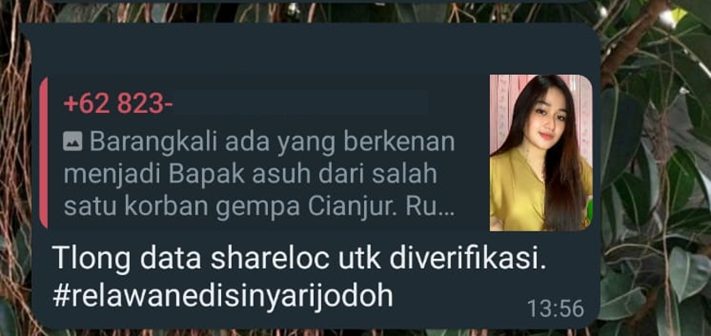 +62 823-
Barangkali ada yang berkenan
menjadi Bapak asuh dari salah
satu korban gempa Cianjur. Ru...
Tlong data shareloc utk diverifikasi.
#relawanedisinyarijodoh
13:56